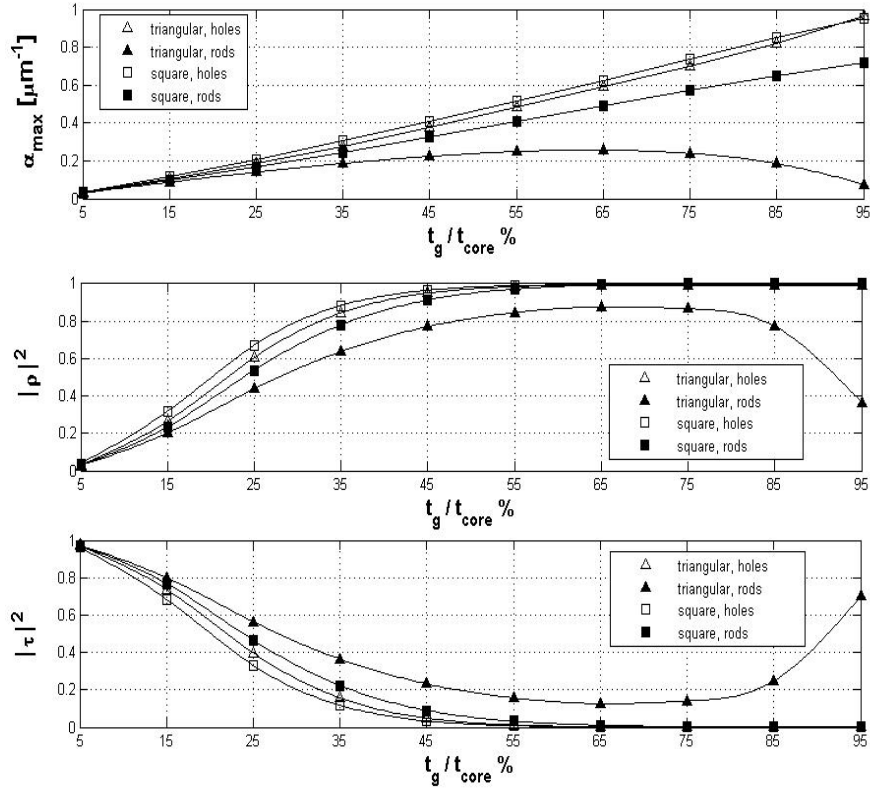 α_max [μm⁻¹]
1
0.8
0.6
0.4
0.2
0
triangular, holes
triangular, rods
square, holes
square, rods
5 15 25 35 45 55 65 75 85 95
t_g / t_core %
|ρ|²
1
0.8
0.6
0.4
0.2
0
triangular, holes
triangular, rods
square, holes
square, rods
5 15 25 35 45 55 65 75 85 95
t_g / t_core %
|τ|²
1
0.8
0.6
0.4
0.2
0
triangular, holes
triangular, rods
square, holes
square, rods
5 15 25 35 45 55 65 75 85 95
t_g / t_core %